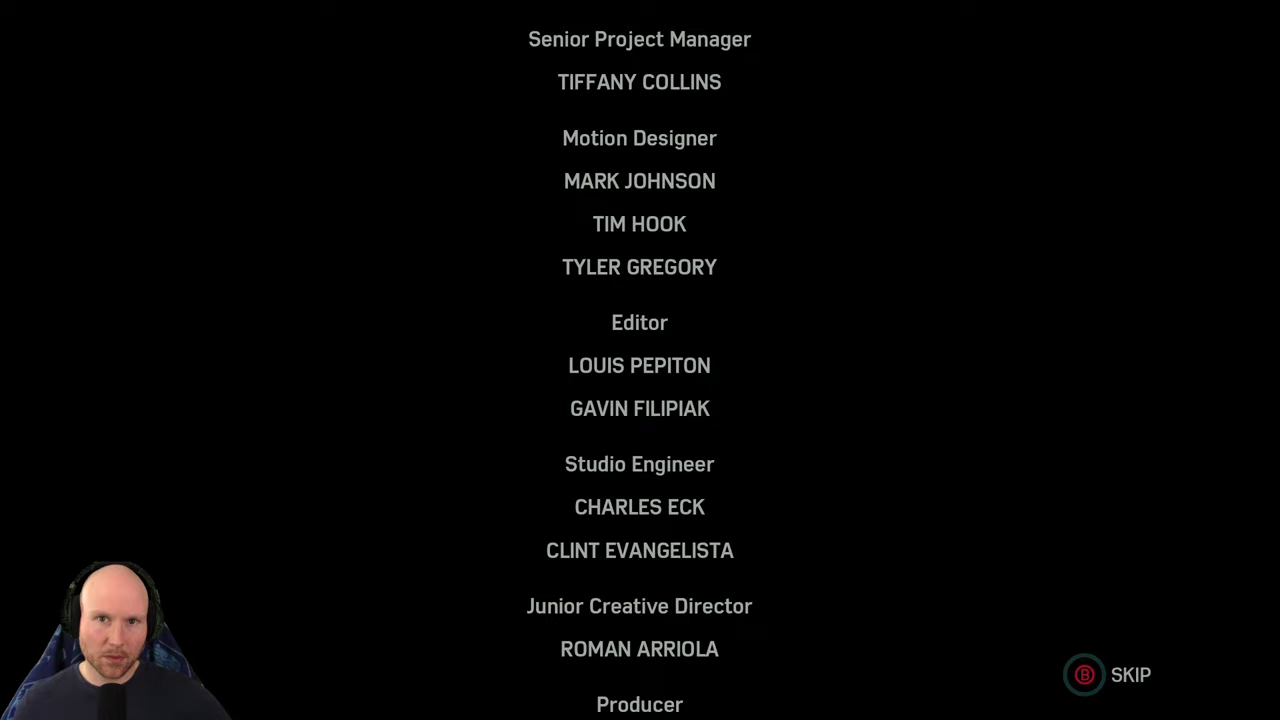 Senior Project Manager
TIFFANY COLLINS
Motion Designer
MARK JOHNSON
TIM HOOK
TYLER GREGORY
Editor
LOUIS PEPITON
GAVIN FILIPIAK
Studio Engineer
CHARLES ECK
CLINT EVANGELISTA
Junior Creative Director
ROMAN ARRIOLA
B SKIP
Producer